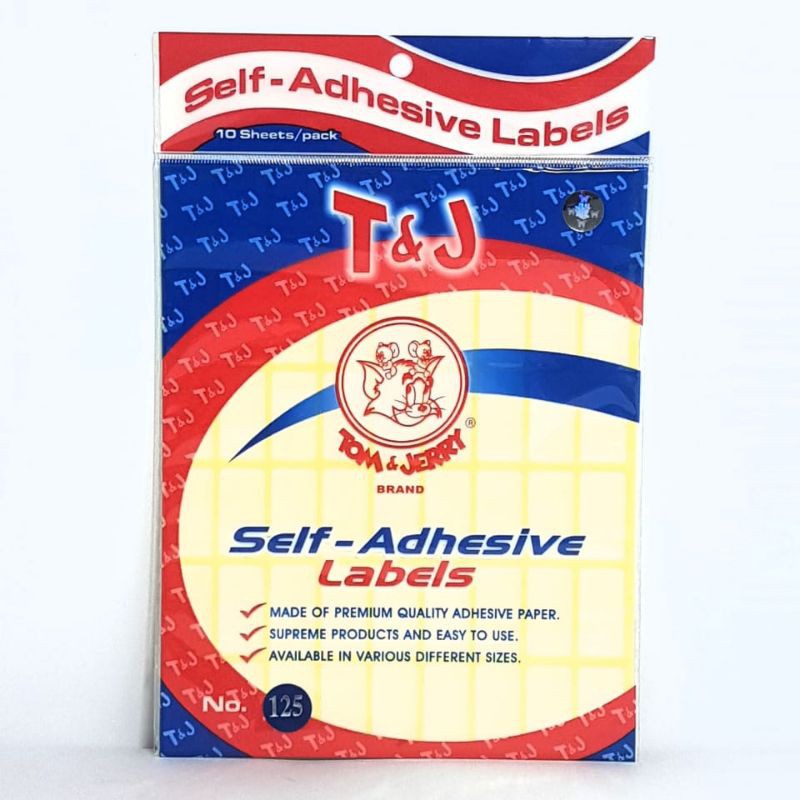 Self-Adhesive Labels
10 Sheets/pack
T&J
TOM & JERRY®
BRAND
Self-Adhesive
Labels
MADE OF PREMIUM QUALITY ADHESIVE PAPER.
SUPREME PRODUCTS AND EASY TO USE.
AVAILABLE IN VARIOUS DIFFERENT SIZES.
No. 125